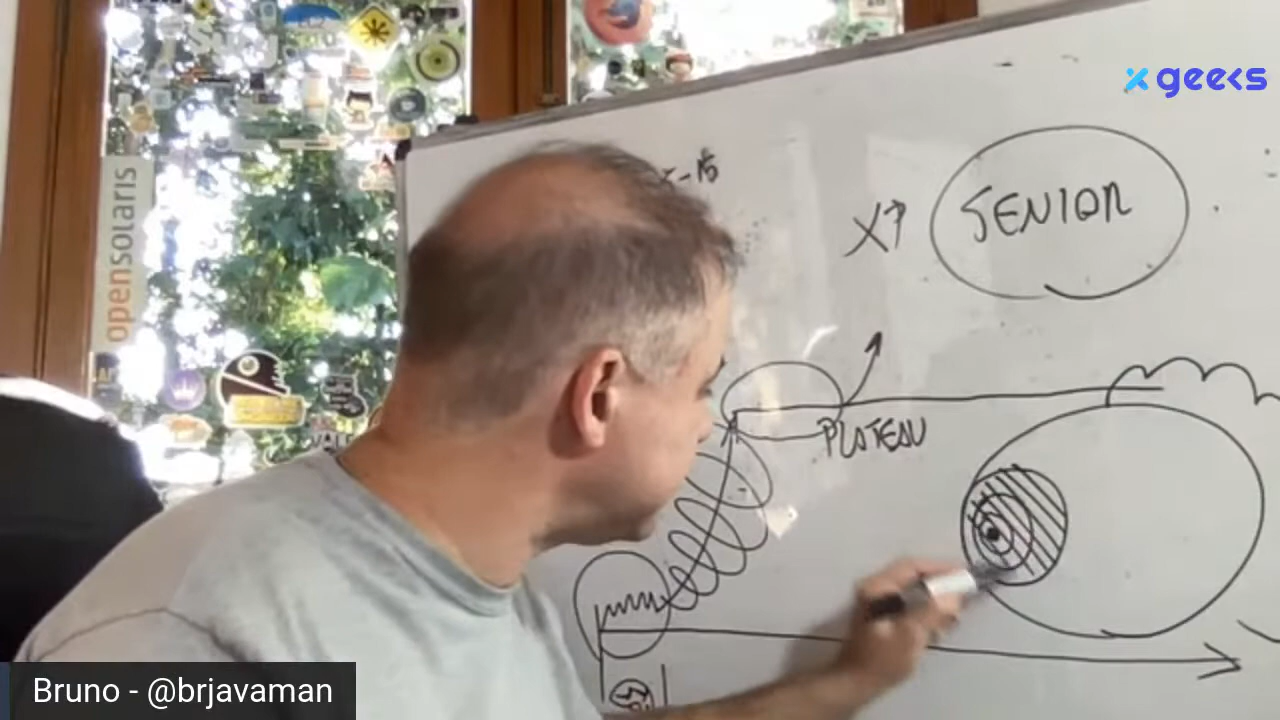 x geeks
opensolaris
X→ SENIOR
PLATEAU
Bruno - @brjavaman